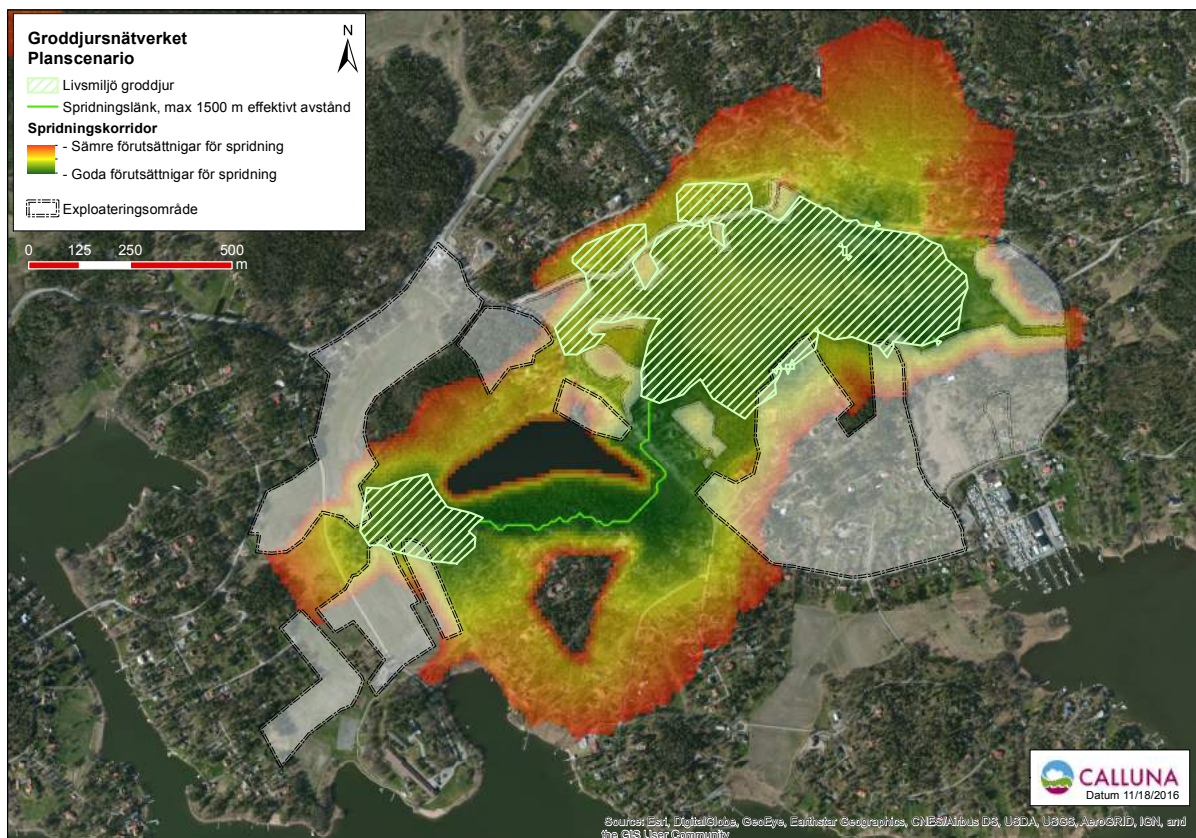 Groddjursnätverket
Planscenario
N
Livsmiljö groddjur
Spridningslänk, max 1500 m effektivt avstånd
Spridningskorridor
- Sämre förutsättnigar för spridning
- Goda förutsättnigar för spridning
Exploateringsområde
0 125 250 500
m
CALLUNA
Datum 11/18/2016
Source: Esri, DigitalGlobe, GeoEye, Earthstar Geographics, CNES/Airbus DS, USDA, USGS, AeroGRID, IGN, and
the GIS User Community